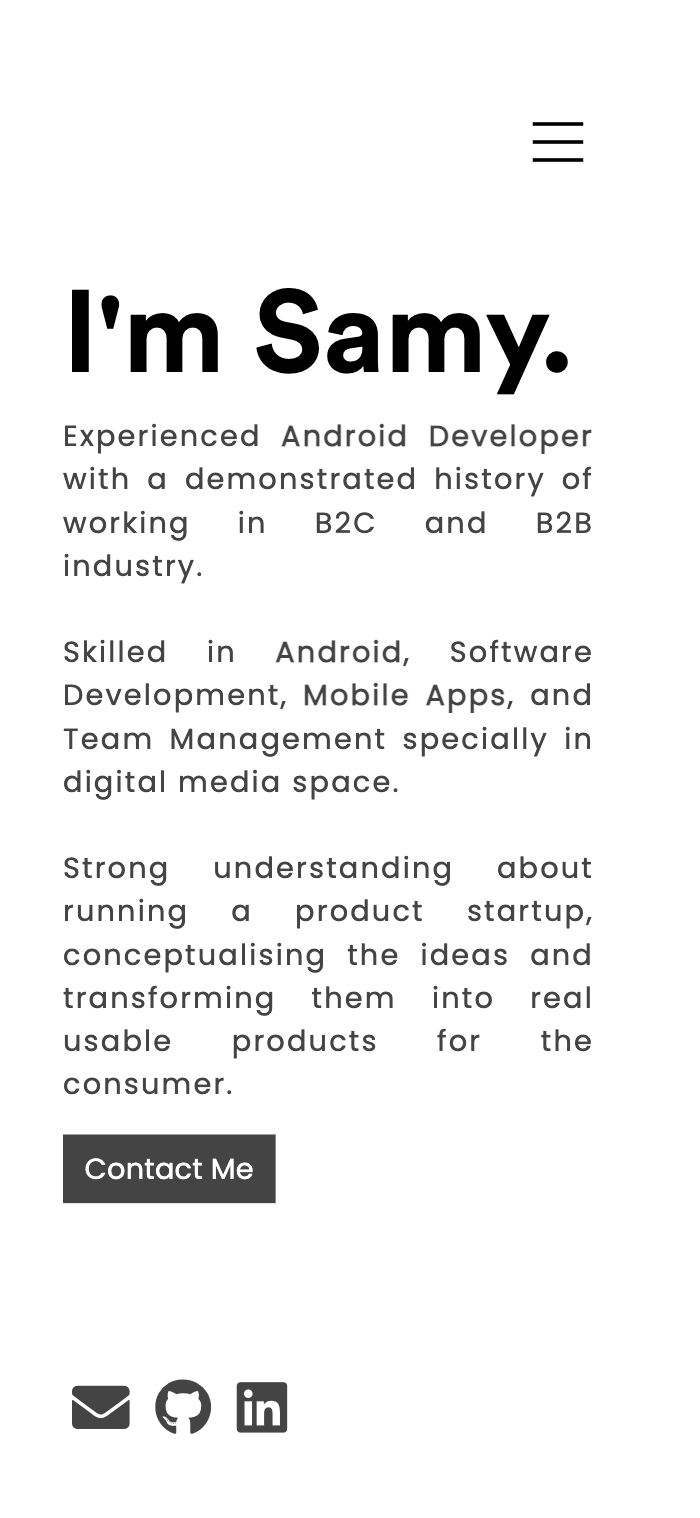 I'm Samy.
Experienced Android Developer
with a demonstrated history of
working in B2C and B2B
industry.
Skilled in Android, Software
Development, Mobile Apps, and
Team Management specially in
digital media space.
Strong understanding about
running a product startup,
conceptualising the ideas and
transforming them into real
usable products for the
consumer.
Contact Me
in